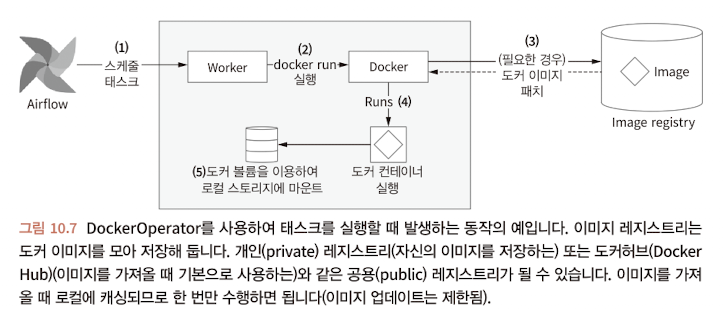 (1)
스케줄
태스크
Airflow
Worker
(2)
docker run
실행
Docker
(3)
(필요한 경우)
도커 이미지
패치
Image
Image registry
Runs (4)
도커 컨테이너
실행
(5)도커 볼륨을 이용하여
로컬 스토리지에 마운트
그림 10.7 DockerOperator를 사용하여 태스크를 실행할 때 발생하는 동작의 예입니다. 이미지 레지스트리는
도커 이미지를 모아 저장해 둡니다. 개인(private) 레지스트리(자신의 이미지를 저장하는) 또는 도커허브(Docker
Hub)(이미지를 가져올 때 기본으로 사용하는)와 같은 공용(public) 레지스트리가 될 수 있습니다. 이미지를 가져
올 때 로컬에 캐싱되므로 한 번만 수행하면 됩니다(이미지 업데이트는 제한됨).